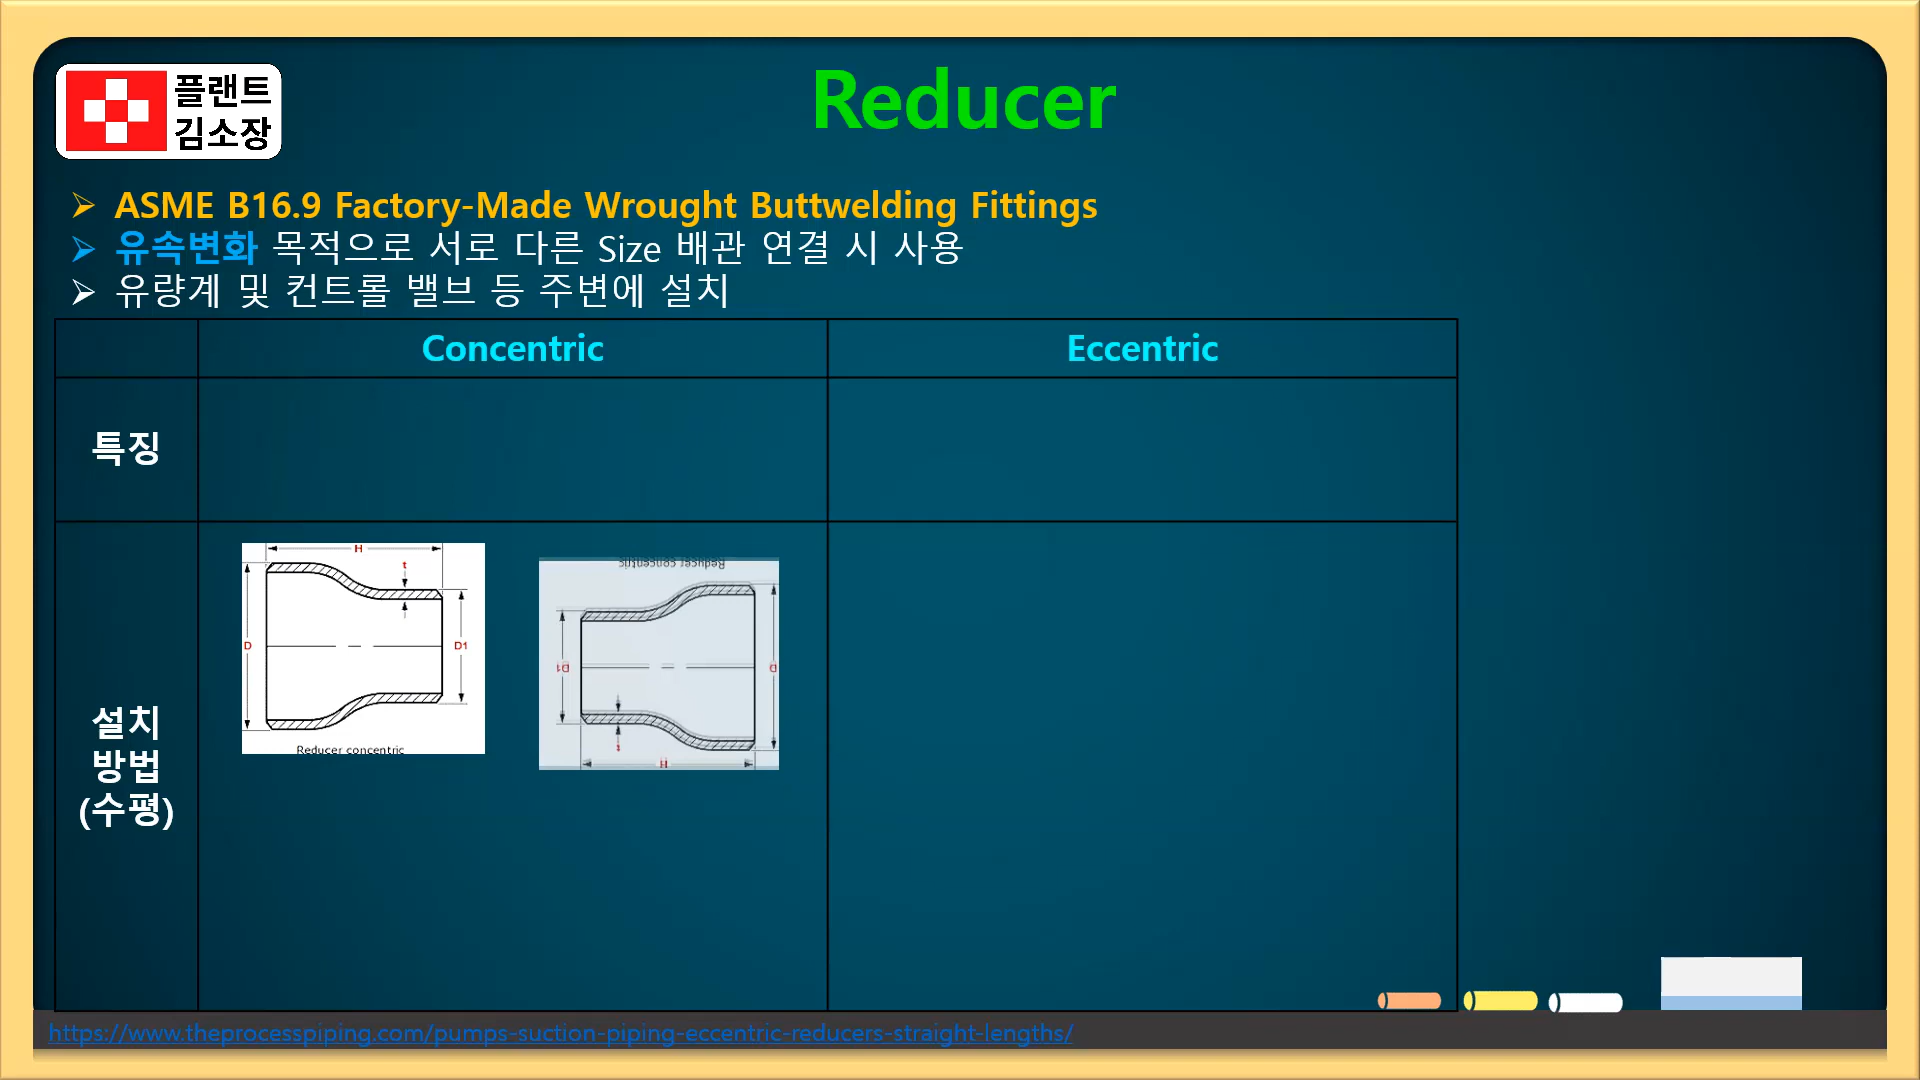 플랜트
김소장
Reducer
ASME B16.9 Factory-Made Wrought Buttwelding Fittings
유속변화 목적으로 서로 다른 Size 배관 연결 시 사용
유량계 및 컨트롤 밸브 등 주변에 설치
Concentric
Eccentric
특징
설치
방법
(수평)
H
t
D
D1
Reducer concentric
Reducer concentric
D1
D
t
H
https://www.theprocesspiping.com/pumps-suction-piping-eccentric-reducers-straight-lengths/